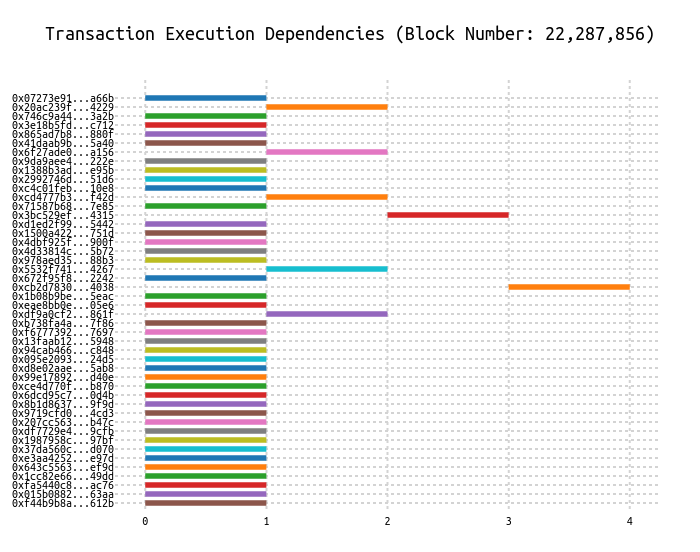 Transaction Execution Dependencies (Block Number: 22,287,856)
0x07273e91...a66b
0x20ac239f...4229
0x746c9a44...3a2b
0x3e18b5fd...c712
0x865ad7b8...880f
0x41daab9b...5a40
0x6f27ade0...a156
0x9da9aee4...222e
0x1388b3ad...e95b
0x2992746d...51d6
0xc4c01feb...10e8
0xcd4777b3...f42d
0x71587b68...7e85
0x3bc529ef...4315
0xd1ed2f99...5442
0x1500a422...751d
0x4dbf925f...900f
0x4d33814c...5b72
0x978aed35...88b3
0x5532f741...4267
0x672f95f8...2242
0xcb2d7830...4038
0x1b08b9be...5eac
0xeae8bb0e...05e6
0xdf9a0cf2...861f
0xb738fa4a...7f86
0xf6777392...7697
0x13faab12...5948
0x94cab466...c848
0x095e2093...24d5
0xd8e02aae...5ab8
0x99e17892...d40e
0xce4d770f...b870
0x6dcd95c7...0d4b
0x8b1d8637...9f9d
0x9719cfd0...4cd3
0x207cc563...b47c
0xdf7729e4...9cfb
0x1987958c...97bf
0x37da560c...d070
0xe3aa4252...e97d
0x643c5563...ef9d
0x1cc82e66...49dd
0xfa5440c8...ac76
0x015b0882...63aa
0xf44b9b8a...612b
0 1 2 3 4